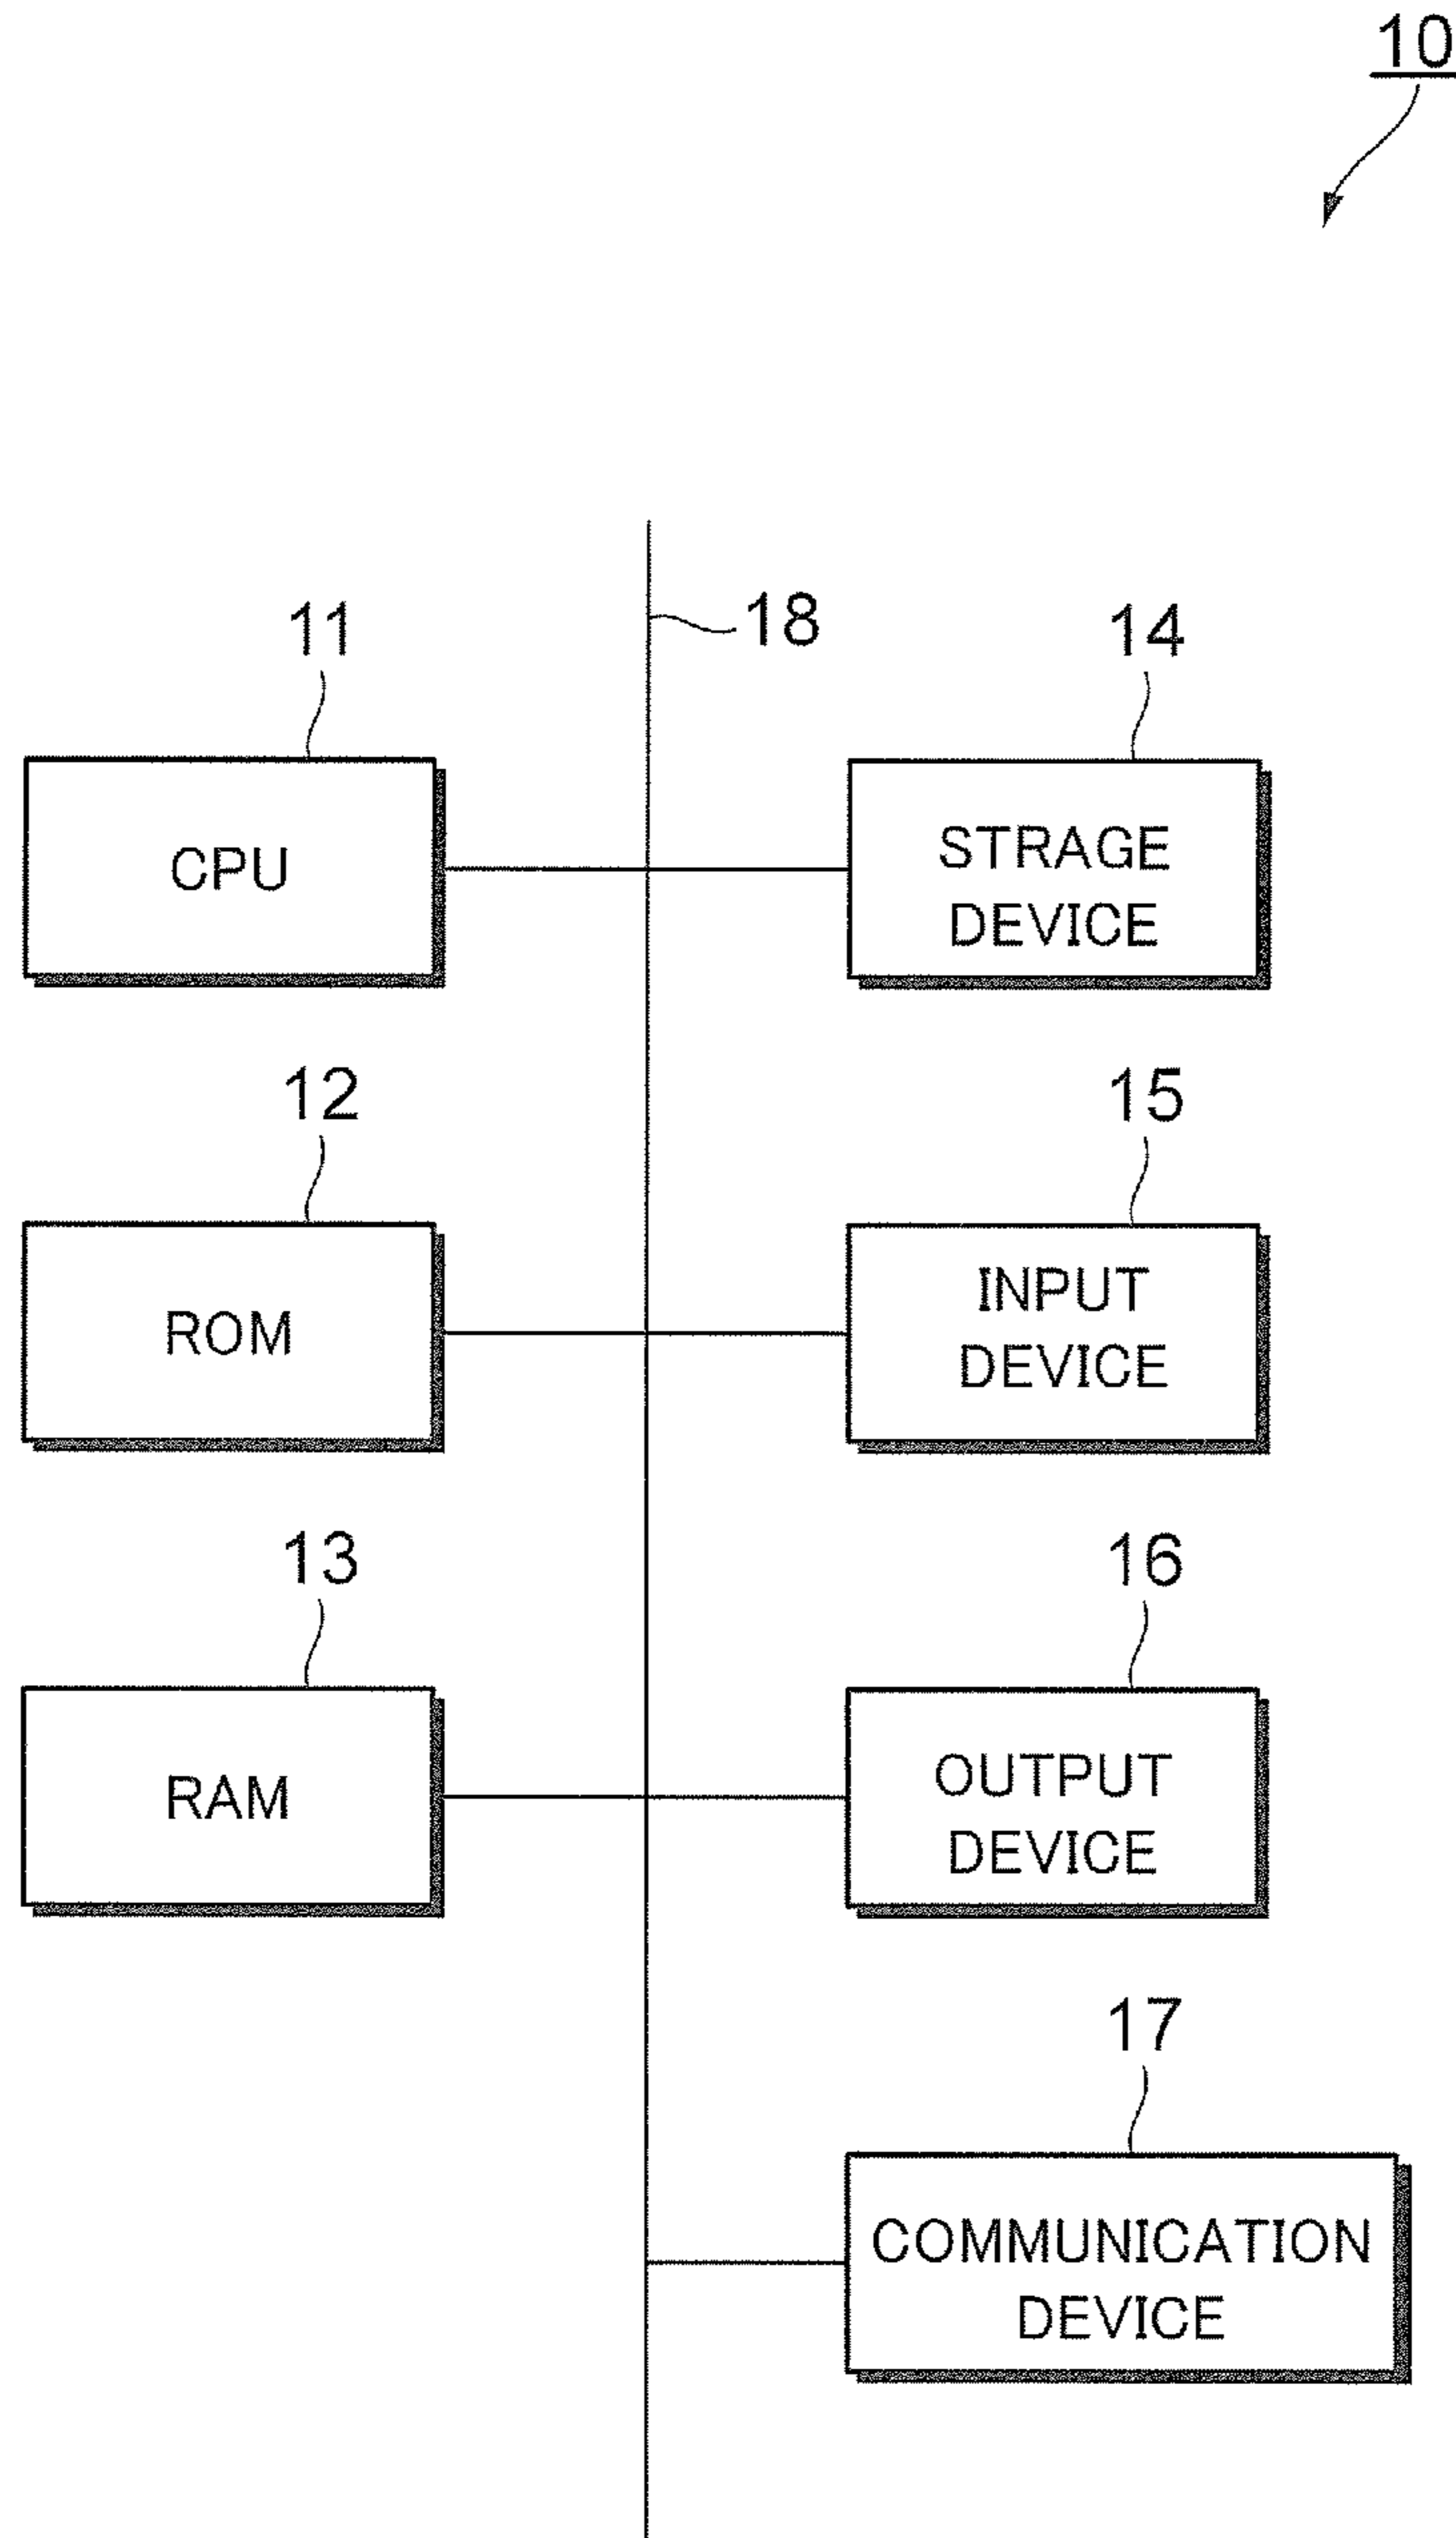 10
18
11
CPU
14
STRAGE
DEVICE
12
ROM
15
INPUT
DEVICE
13
RAM
16
OUTPUT
DEVICE
17
COMMUNICATION
DEVICE